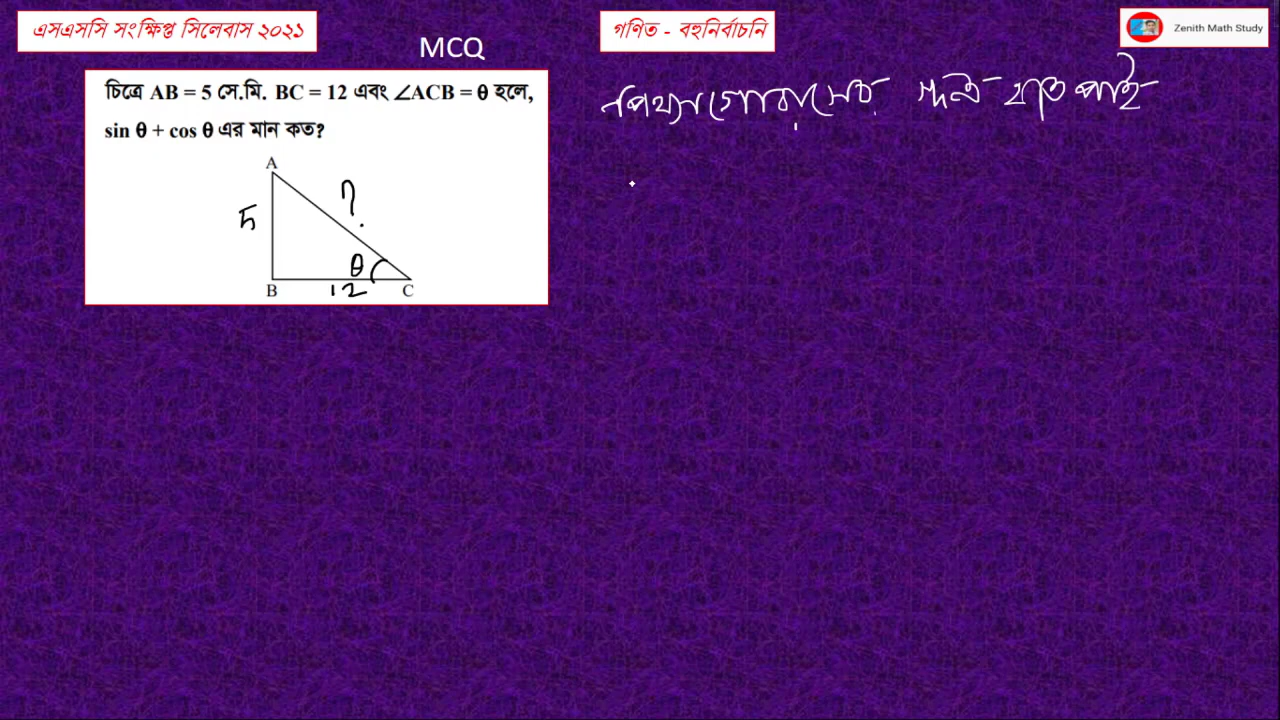 এসএসসি সংক্ষিপ্ত সিলেবাস ২০২১
MCQ
গণিত - বহুনির্বাচনি
Zenith Math Study
চিত্রে AB = 5 সে.মি. BC = 12 এবং ∠ACB = θ হলে,
sin θ + cos θ এর মান কত?
A
5
?
θ
B
12
C
পিথাগোরাসের সূত্র হতে পাই